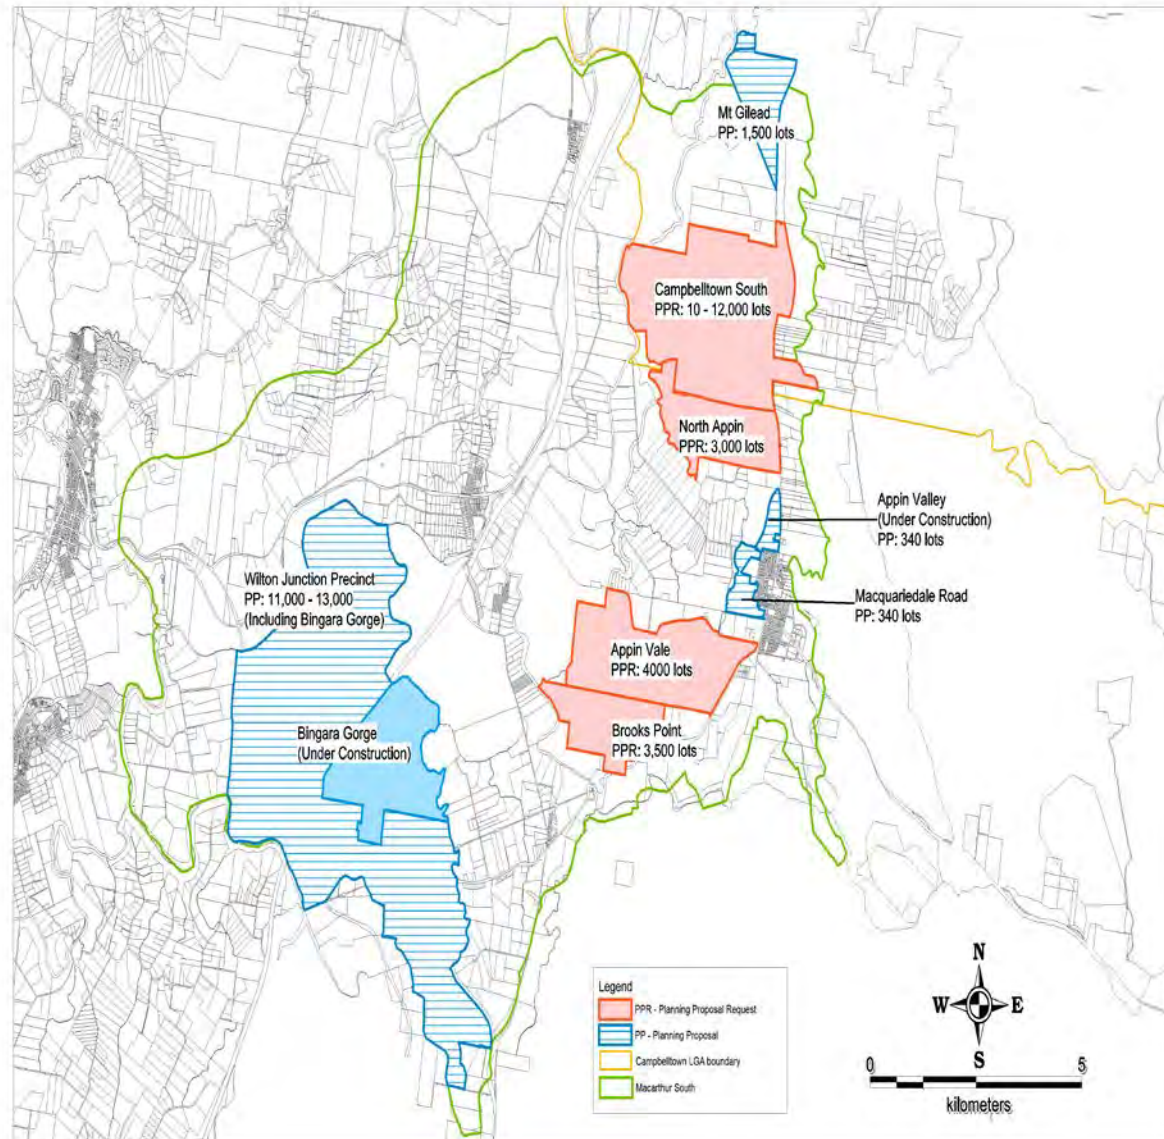 Mt Gilead
PP: 1,500 lots
Campbelltown South
PPR: 10 - 12,000 lots
North Appin
PPR: 3,000 lots
Appin Valley
(Under Construction)
PP: 340 lots
Wilton Junction Precinct
PP: 11,000 - 13,000
(Including Bingara Gorge)
Macquariedale Road
PP: 340 lots
Appin Vale
PPR: 4000 lots
Bingara Gorge
(Under Construction)
Brooks Point
PPR: 3,500 lots
Legend
PPR - Planning Proposal Request
PP - Planning Proposal
Campbelltown LGA boundary
Macarthur South
N
W E
S
0 5
kilometers